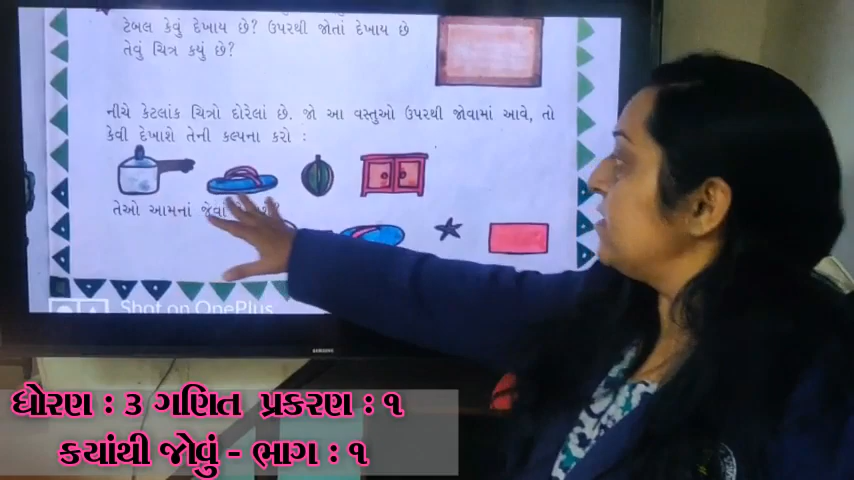 ટેબલ કેવું દેખાય છે? ઉપરથી જોતાં દેખાય છે
તેવું ચિત્ર કયું છે?
નીચે કેટલાંક ચિત્રો દોરેલાં છે. જો આ વસ્તુઓ ઉપરથી જોવામાં આવે, તો
કેવી દેખાશે તેની કલ્પના કરો :
તેઓ આમનાં જેવાં
Shot on OnePlus
SAMSUNG
ધોરણ : ૩ ગણિત પ્રકરણ : ૧
કયાંથી જોવું - ભાગ : ૧